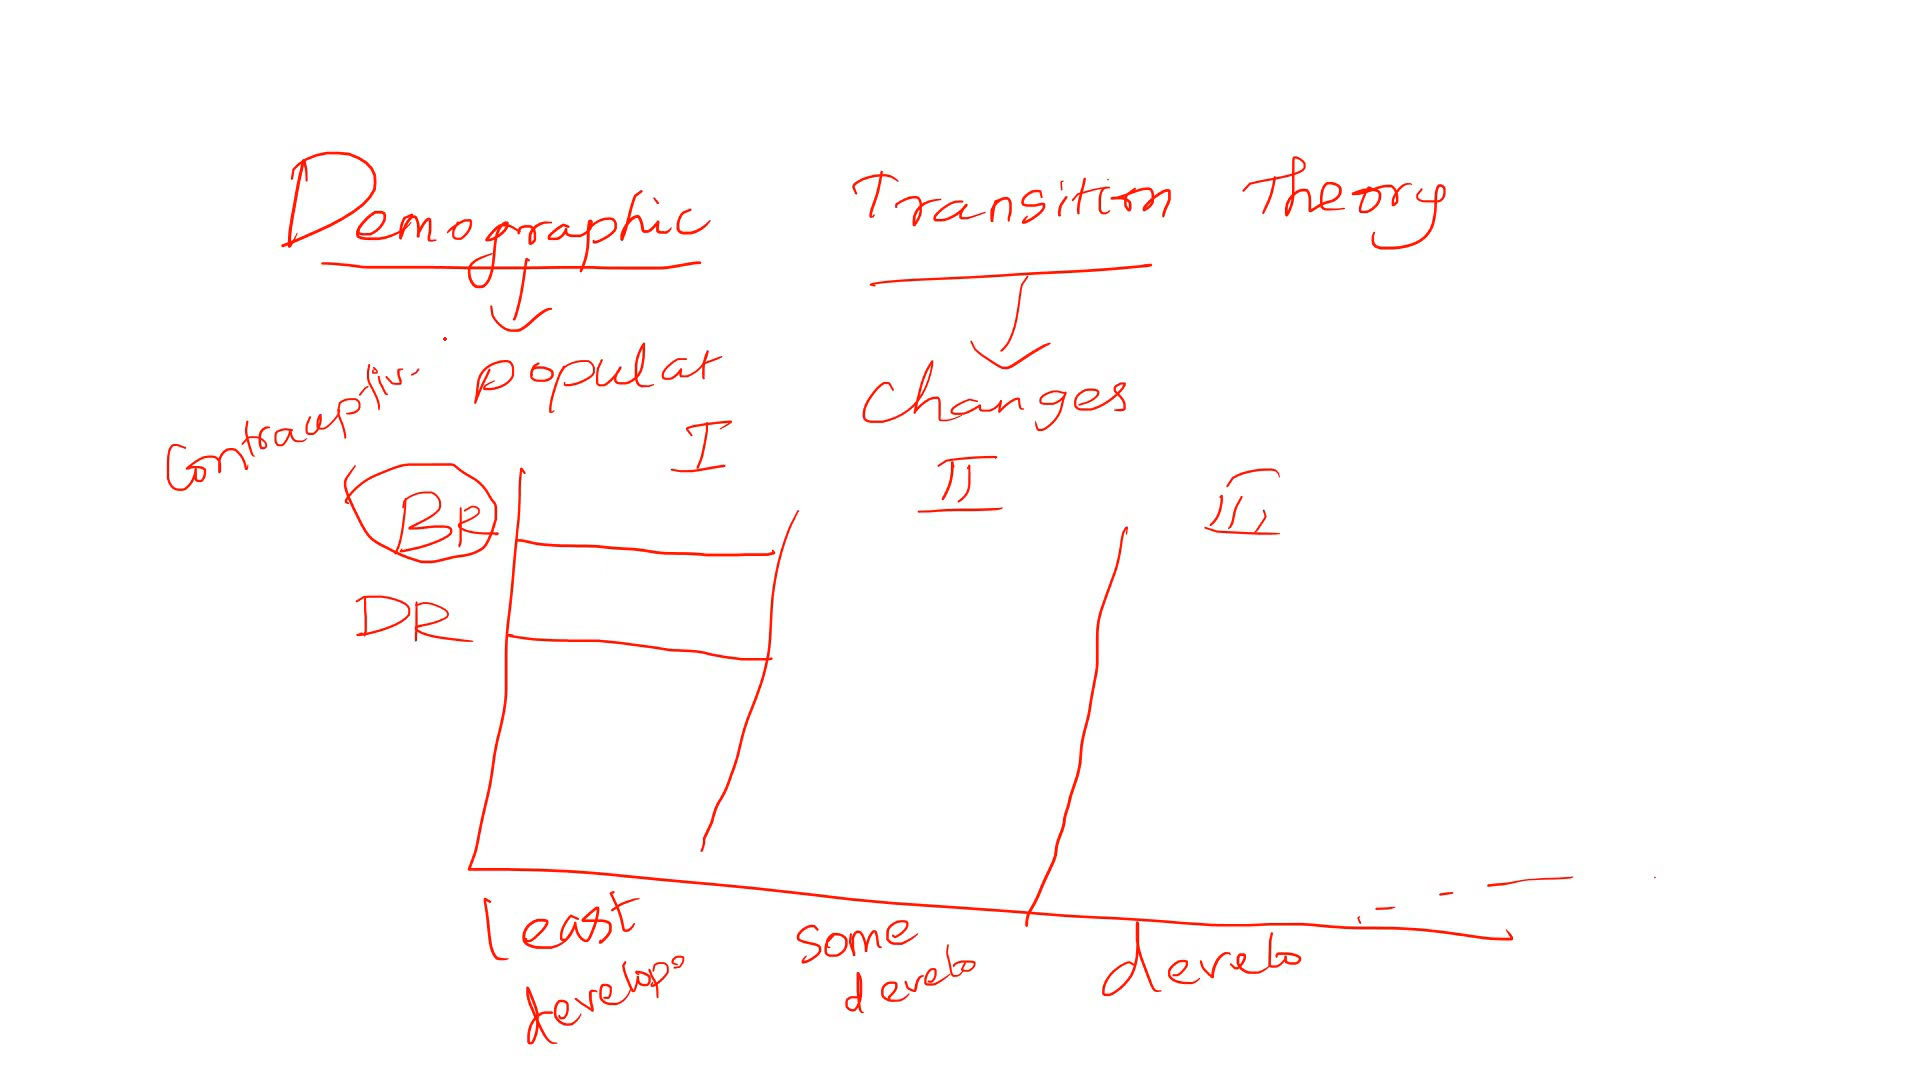 Demographic Transition Theory
populat
Changes
Contraceptiv.
I
II
III
BR
DR
least
develop.
some
develo
develo